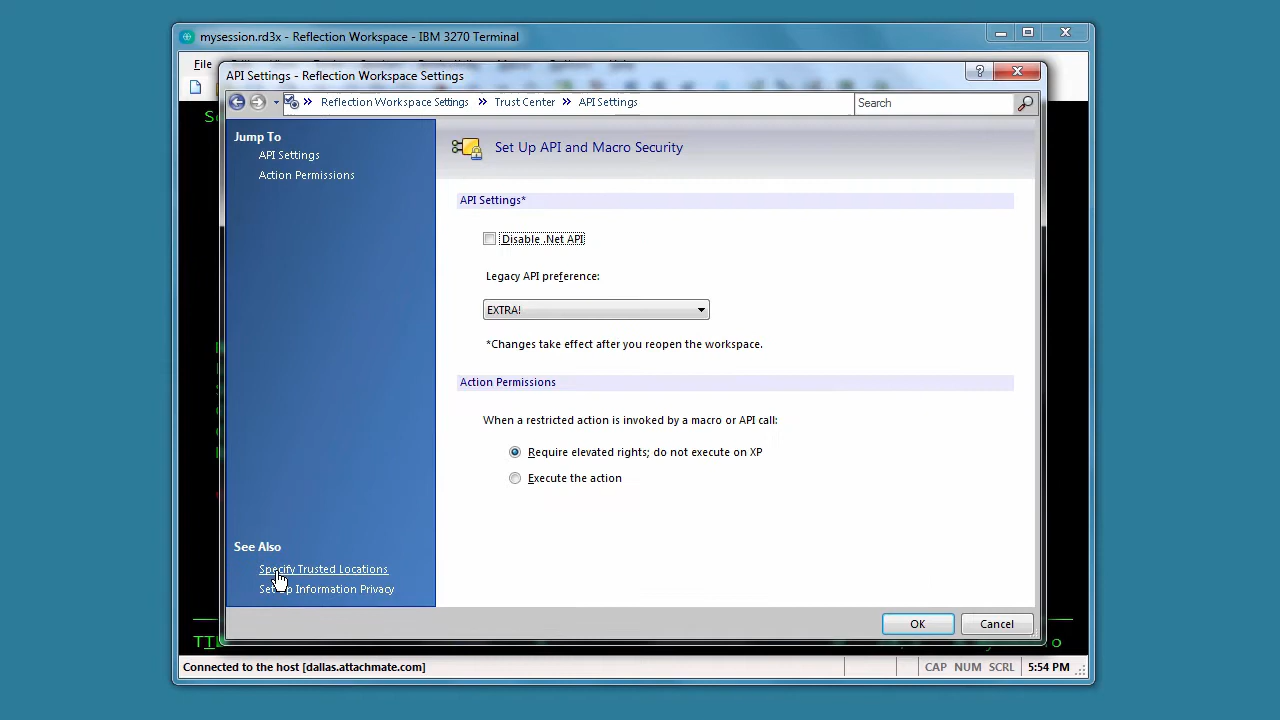 mysession.rd3x - Reflection Workspace - IBM 3270 Terminal
File
API Settings - Reflection Workspace Settings
Reflection Workspace Settings » Trust Center » API Settings
Search
Jump To
API Settings
Action Permissions
Set Up API and Macro Security
API Settings*
Disable .Net API
Legacy API preference:
EXTRA!
*Changes take effect after you reopen the workspace.
Action Permissions
When a restricted action is invoked by a macro or API call:
Require elevated rights; do not execute on XP
Execute the action
See Also
Specify Trusted Locations
Set Up Information Privacy
OK
Cancel
Connected to the host [dallas.attachmate.com]
CAP NUM SCRL 5:54 PM